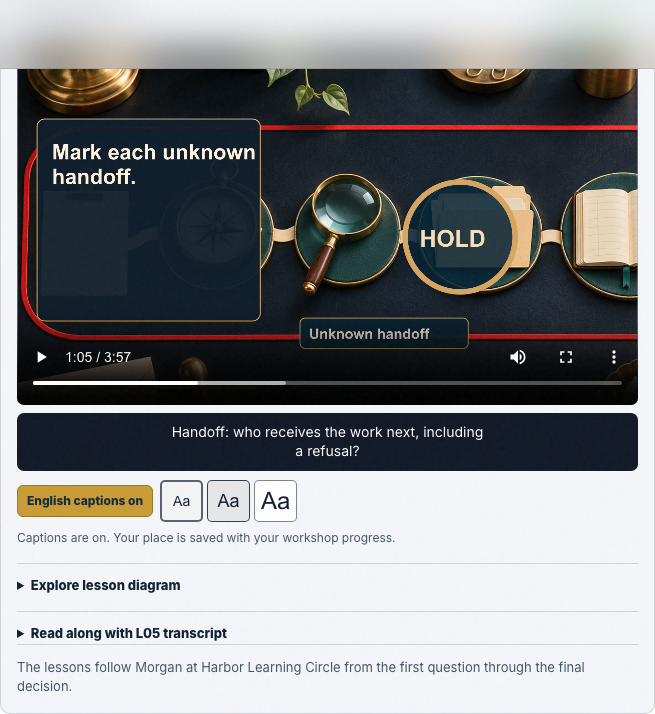 Mark each unknown
handoff.
HOLD
Unknown handoff
1:05 / 3:57
Handoff: who receives the work next, including
a refusal?
English captions on
Aa
Aa
Aa
Captions are on. Your place is saved with your workshop progress.
Explore lesson diagram
Read along with L05 transcript
The lessons follow Morgan at Harbor Learning Circle from the first question through the final
decision.